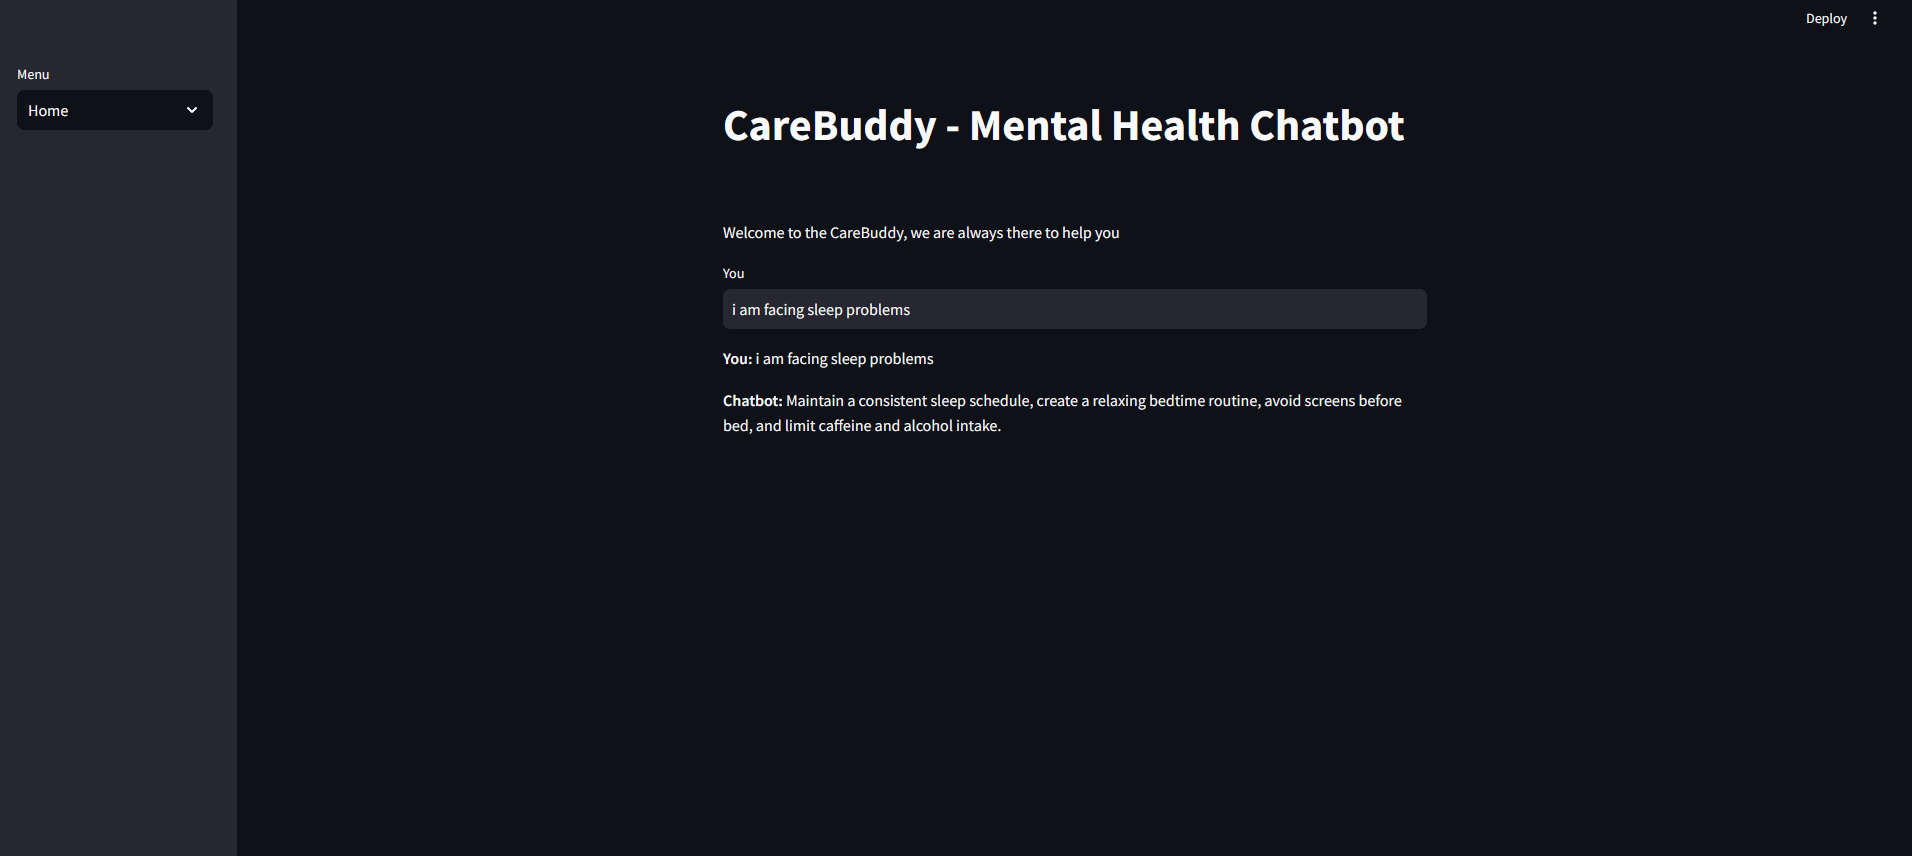 Deploy
Menu
Home
CareBuddy - Mental Health Chatbot
Welcome to the CareBuddy, we are always there to help you
You
i am facing sleep problems
You: i am facing sleep problems
Chatbot: Maintain a consistent sleep schedule, create a relaxing bedtime routine, avoid screens before
bed, and limit caffeine and alcohol intake.